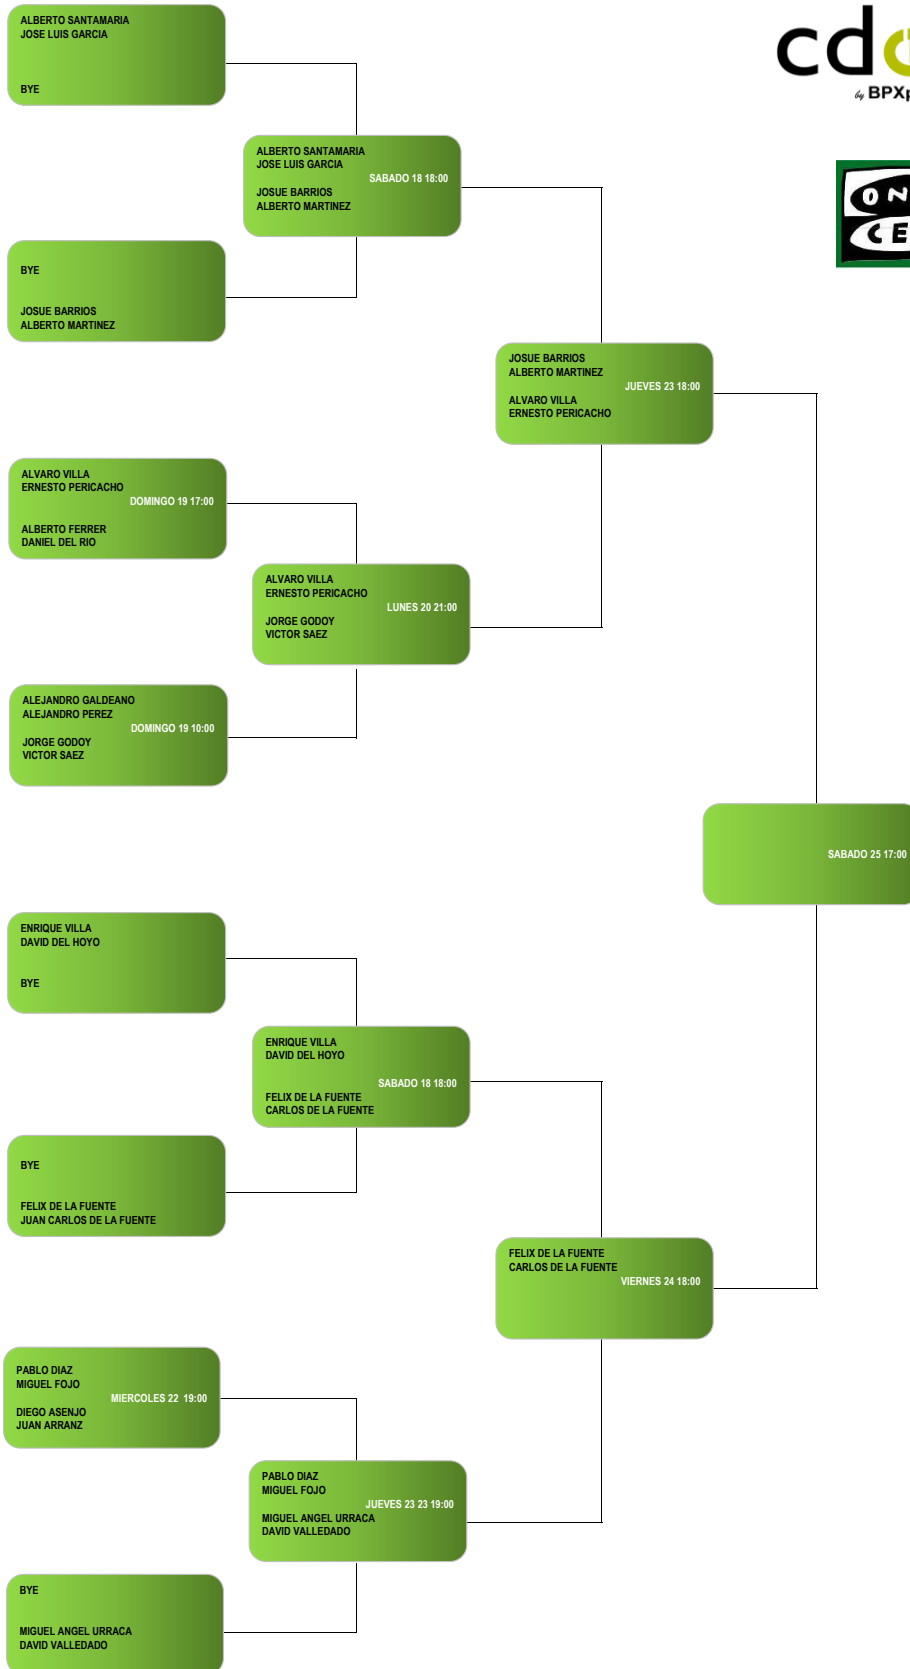 ALBERTO SANTAMARIA
JOSE LUIS GARCIA
BYE
cdo
by BPXp
ALBERTO SANTAMARIA
JOSE LUIS GARCIA
SABADO 18 18:00
JOSUE BARRIOS
ALBERTO MARTINEZ
ON
CE
BYE
JOSUE BARRIOS
ALBERTO MARTINEZ
JOSUE BARRIOS
ALBERTO MARTINEZ
JUEVES 23 18:00
ALVARO VILLA
ERNESTO PERICACHO
ALVARO VILLA
ERNESTO PERICACHO
DOMINGO 19 17:00
ALBERTO FERRER
DANIEL DEL RIO
ALVARO VILLA
ERNESTO PERICACHO
LUNES 20 21:00
JORGE GODOY
VICTOR SAEZ
ALEJANDRO GALDEANO
ALEJANDRO PEREZ
DOMINGO 19 10:00
JORGE GODOY
VICTOR SAEZ
SABADO 25 17:00
ENRIQUE VILLA
DAVID DEL HOYO
BYE
ENRIQUE VILLA
DAVID DEL HOYO
SABADO 18 18:00
FELIX DE LA FUENTE
CARLOS DE LA FUENTE
BYE
FELIX DE LA FUENTE
JUAN CARLOS DE LA FUENTE
FELIX DE LA FUENTE
CARLOS DE LA FUENTE
VIERNES 24 18:00
PABLO DIAZ
MIGUEL FOJO
MIERCOLES 22  19:00
DIEGO ASENJO
JUAN ARRANZ
PABLO DIAZ
MIGUEL FOJO
JUEVES 23 23 19:00
MIGUEL ANGEL URRACA
DAVID VALLEDADO
BYE
MIGUEL ANGEL URRACA
DAVID VALLEDADO